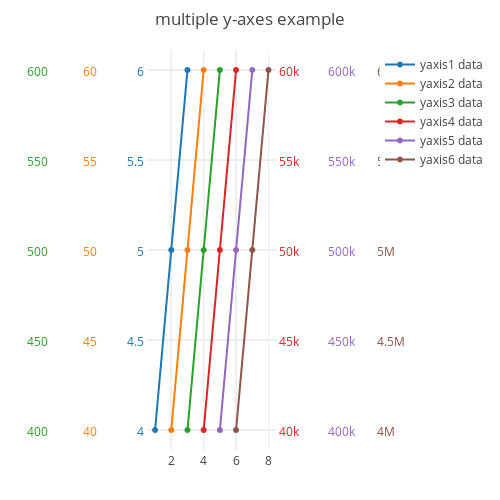 multiple y-axes example
600 60 6 60k 600k
yaxis1 data
yaxis2 data
yaxis3 data
yaxis4 data
yaxis5 data
yaxis6 data
550 55 5.5 55k 550k
500 50 5 50k 500k 5M
450 45 4.5 45k 450k 4.5M
400 40 4 40k 400k 4M
2 4 6 8